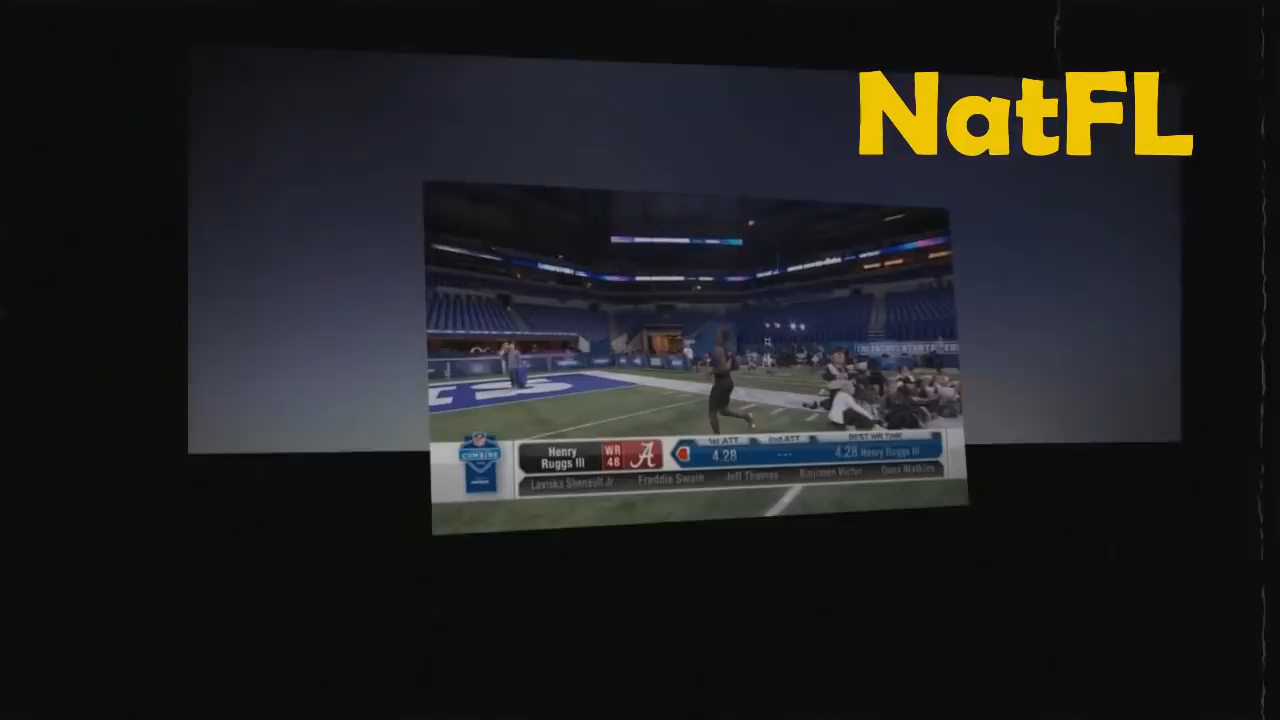 NatFL
COMBINE
Henry
Ruggs III
WR
48
A
1st ATT
2nd ATT
BEST WR TIME
4.28
---
4.28 Henry Ruggs III
Laviska Shenault Jr
Freddie Swain
Jeff Thomas
Binjimen Victor
Quez Watkins